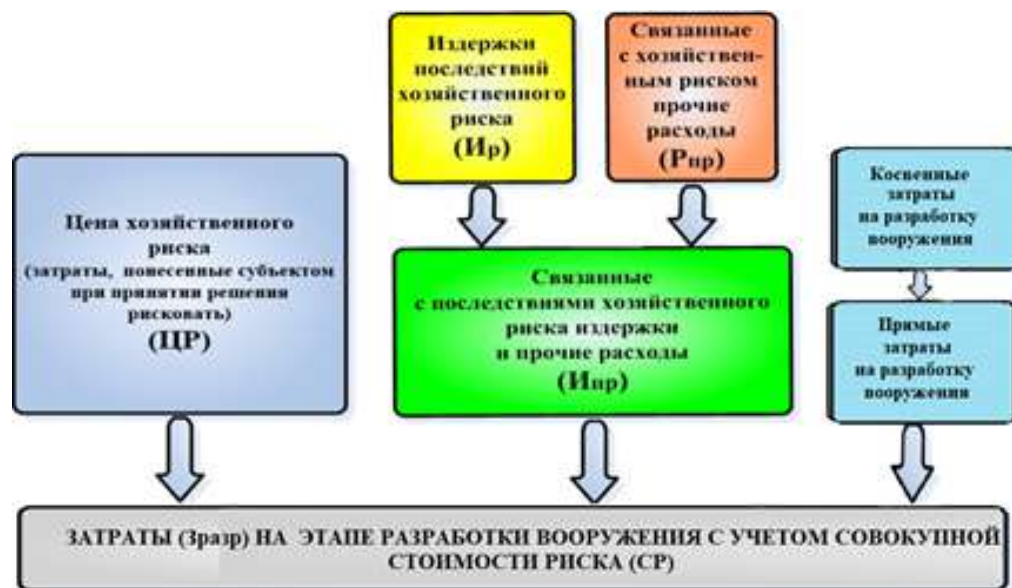 Издержки
последствий
хозяйственного
риска
(Ир)
Связанные
с хозяйствен-
ным риском
прочие
расходы
(Рпр)
Цена хозяйственного
риска
(затраты, понесенные субъектом
при принятии решения
рисковать)
(ЦР)
Связанные
с последствиями хозяйственного
риска издержки
и прочие расходы
(Ипр)
Косвенные
затраты
на разработку
вооружения
Прямые
затраты
на разработку
вооружения
ЗАТРАТЫ (Зразр) НА ЭТАПЕ РАЗРАБОТКИ ВООРУЖЕНИЯ С УЧЕТОМ СОВОКУПНОЙ
СТОИМОСТИ РИСКА (СР)